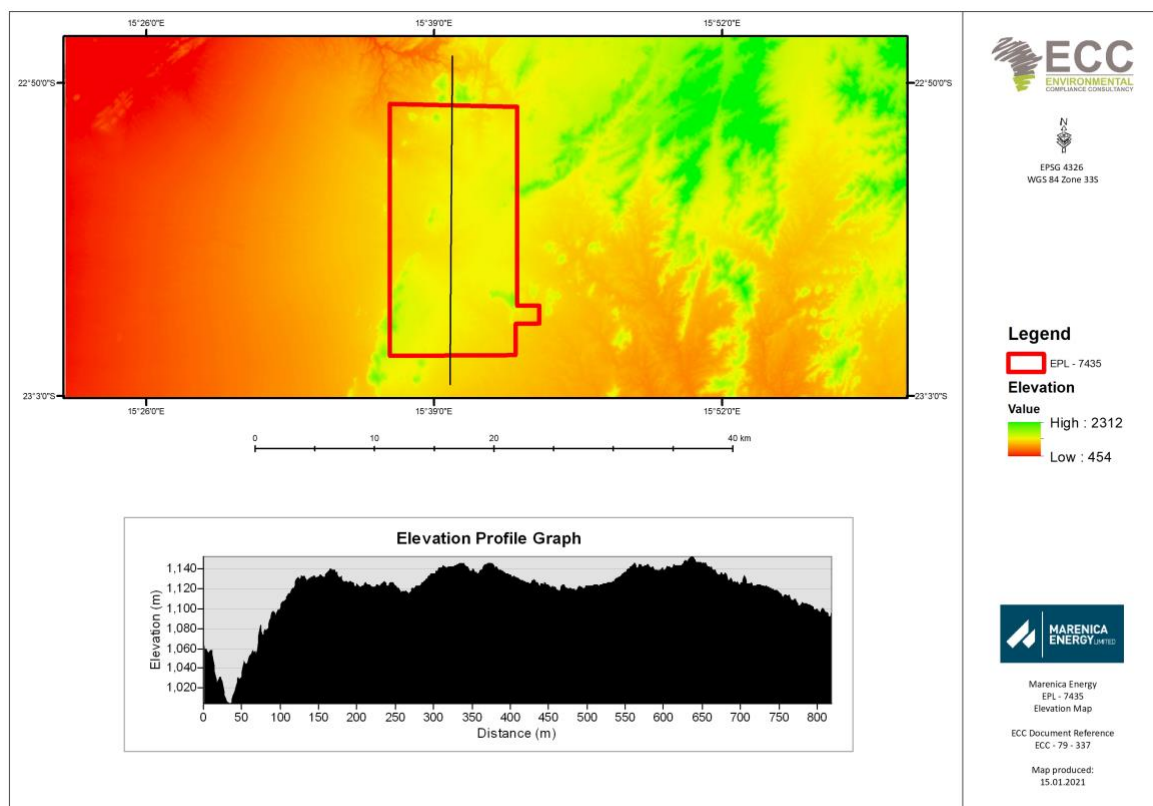 15°26'0"E
15°39'0"E
15°52'0"E
22°50'0"S
22°50'0"S
23°3'0"S
23°3'0"S
15°26'0"E
15°39'0"E
15°52'0"E
0 10 20 40 km
Elevation Profile Graph
Elevation (m)
1,140
1,120
1,100
1,080
1,060
1,040
1,020
0 50 100 150 200 250 300 350 400 450 500 550 600 650 700 750 800
Distance (m)
ECC
ENVIRONMENTAL
COMPLIANCE CONSULTANCY
N
EPSG 4326
WGS 84 Zone 33S
Legend
EPL - 7435
Elevation
Value
High : 2312
Low : 454
MARENICA
ENERGY LIMITED
Marenica Energy
EPL - 7435
Elevation Map
ECC Document Reference
ECC - 79 - 337
Map produced:
15.01.2021